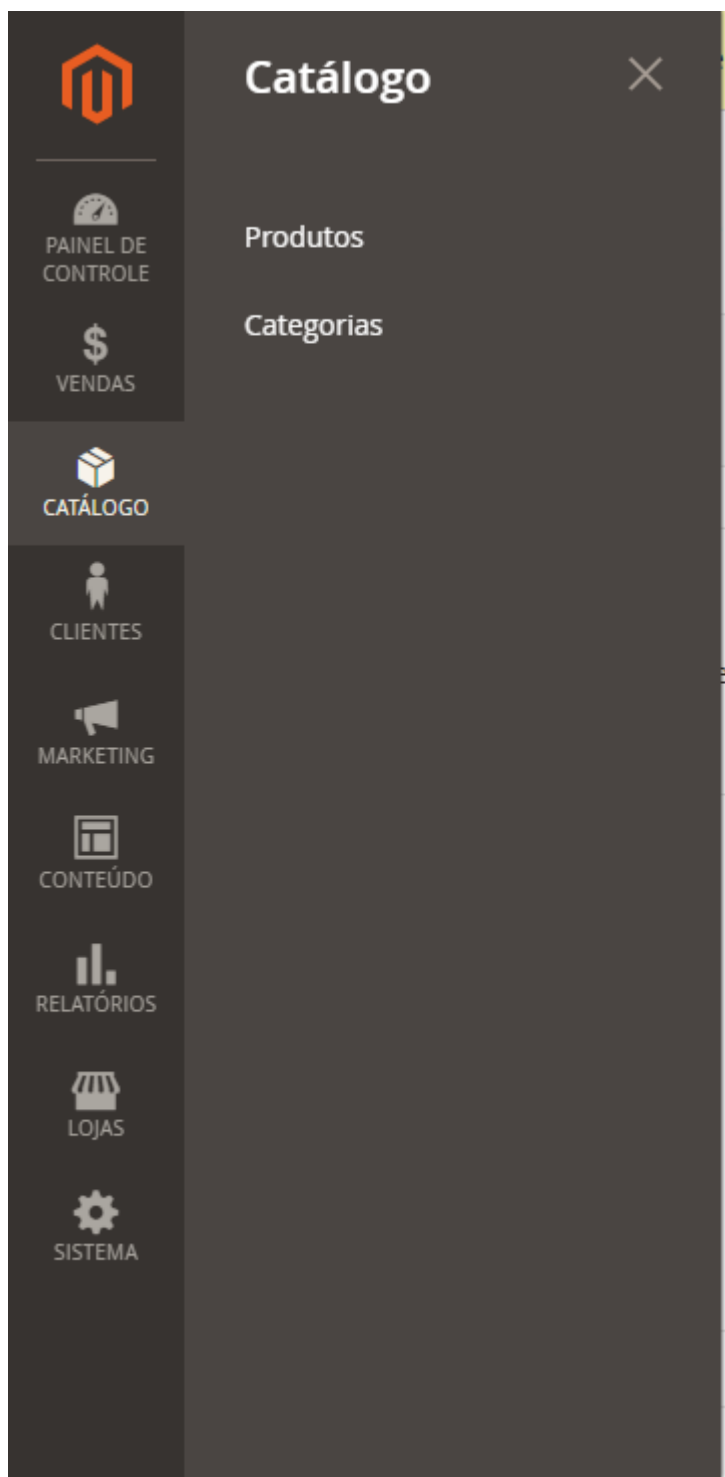 Catálogo
PAINEL DE
CONTROLE
VENDAS
CATÁLOGO
CLIENTES
MARKETING
CONTEÚDO
RELATÓRIOS
LOJAS
SISTEMA
Produtos
Categorias